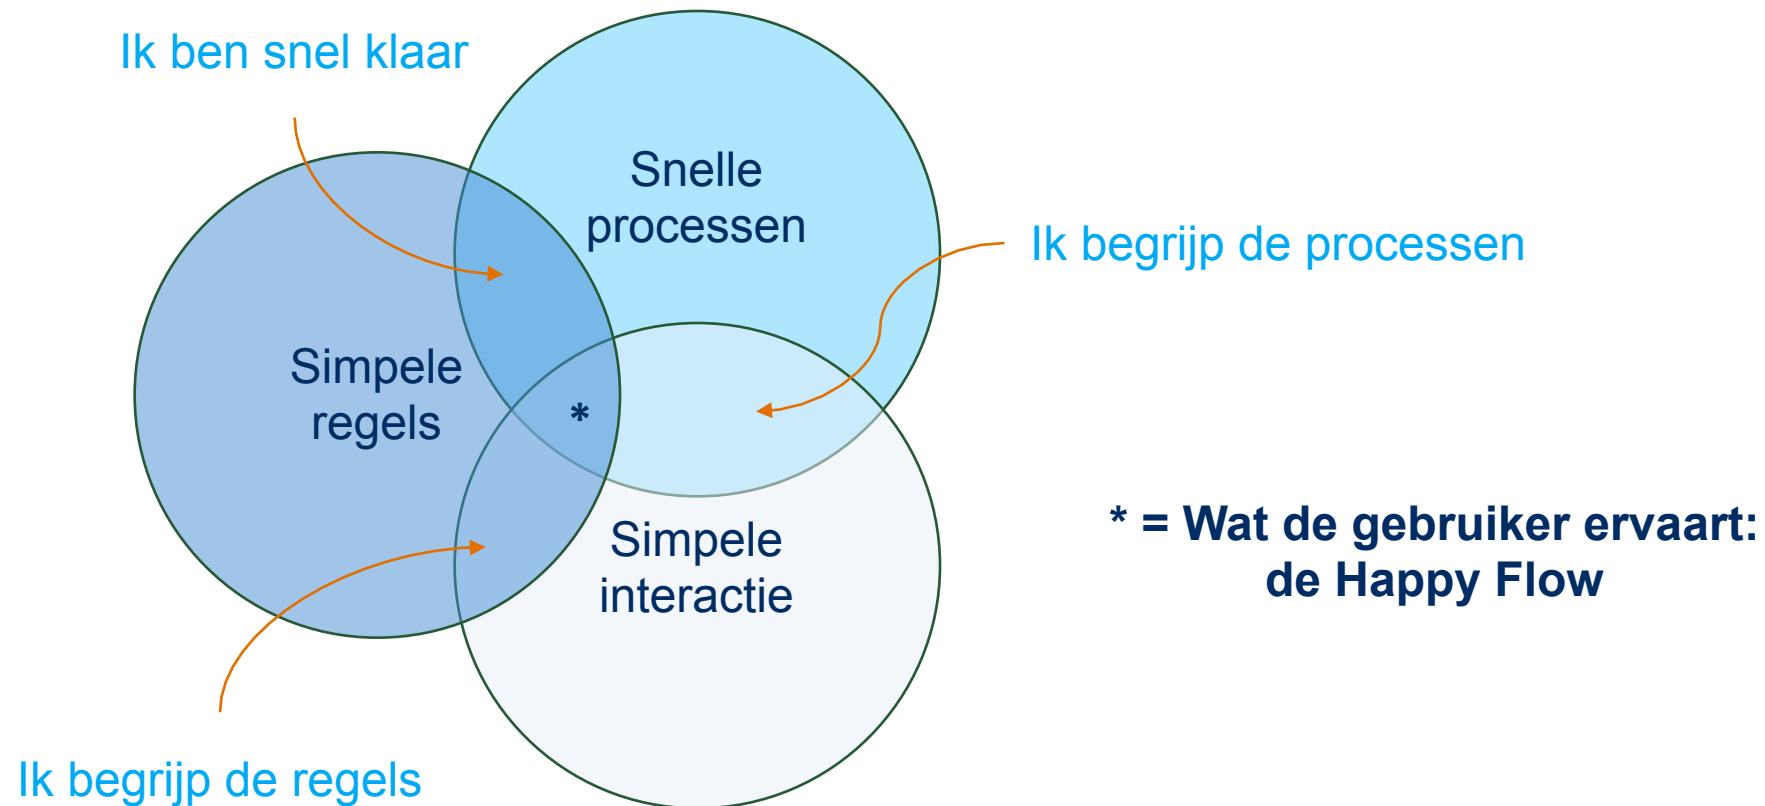 Ik ben snel klaar
Snelle
processen
Ik begrijp de processen
Simpele
regels
*
* = Wat de gebruiker ervaart:
de Happy Flow
Simpele
interactie
Ik begrijp de regels